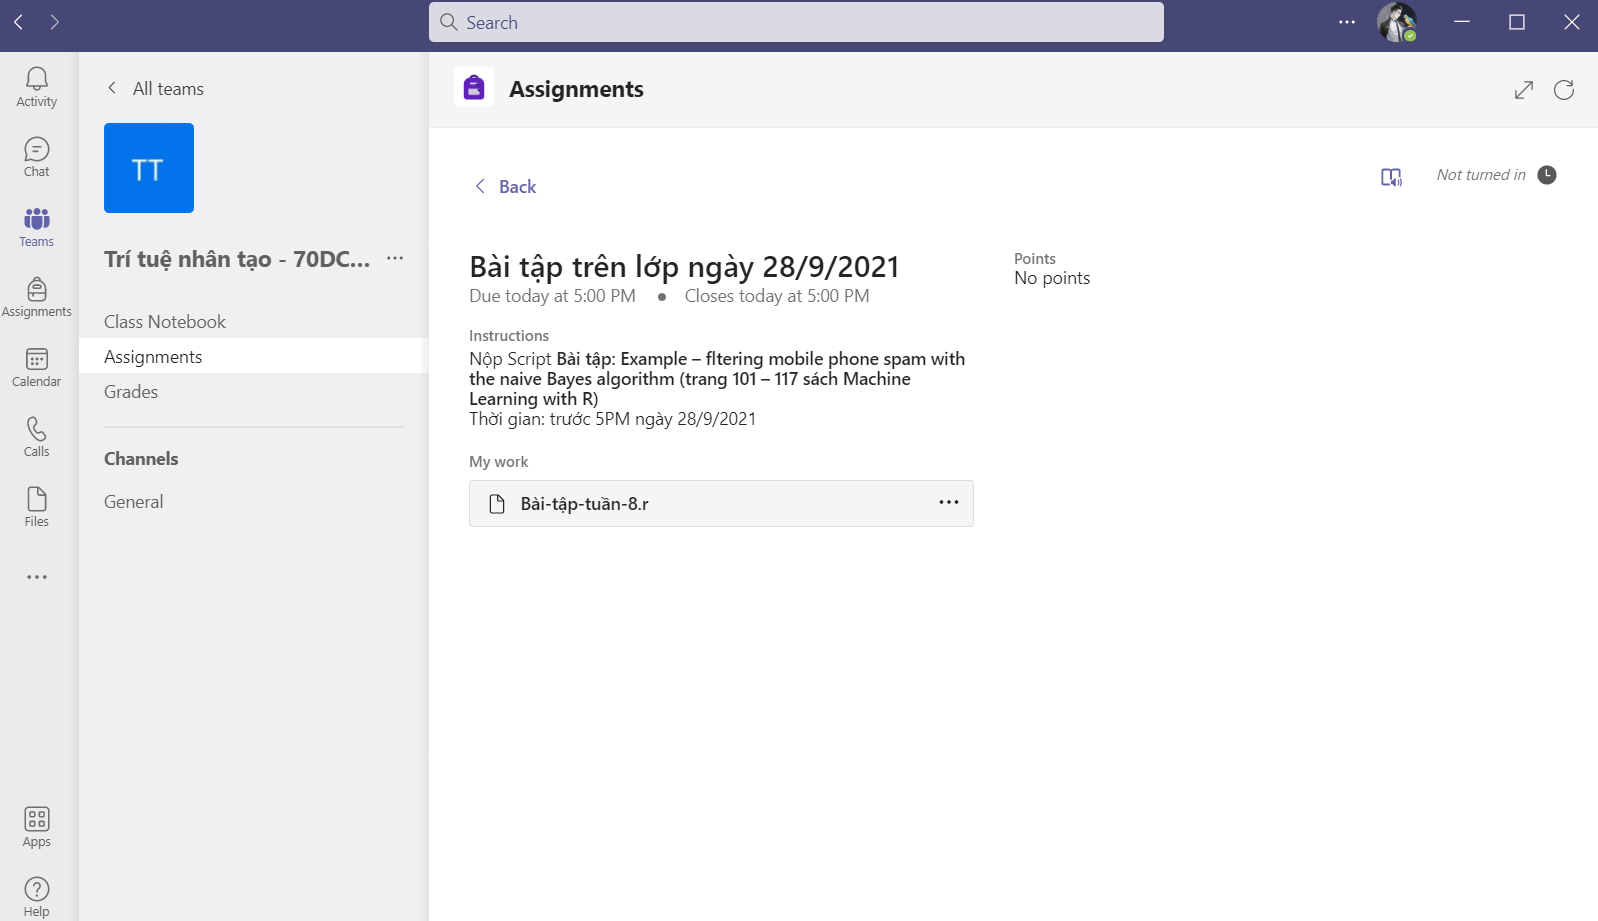 Search
Activity
Chat
Teams
Assignments
Calendar
Calls
Files
Apps
Help
All teams
TT
Trí tuệ nhân tạo - 70DC...
Class Notebook
Assignments
Grades
Channels
General
Assignments
Back
Not turned in
Bài tập trên lớp ngày 28/9/2021
Due today at 5:00 PM • Closes today at 5:00 PM
Points
No points
Instructions
Nộp Script Bài tập: Example – fltering mobile phone spam with
the naive Bayes algorithm (trang 101 – 117 sách Machine
Learning with R)
Thời gian: trước 5PM ngày 28/9/2021
My work
Bài-tập-tuần-8.r